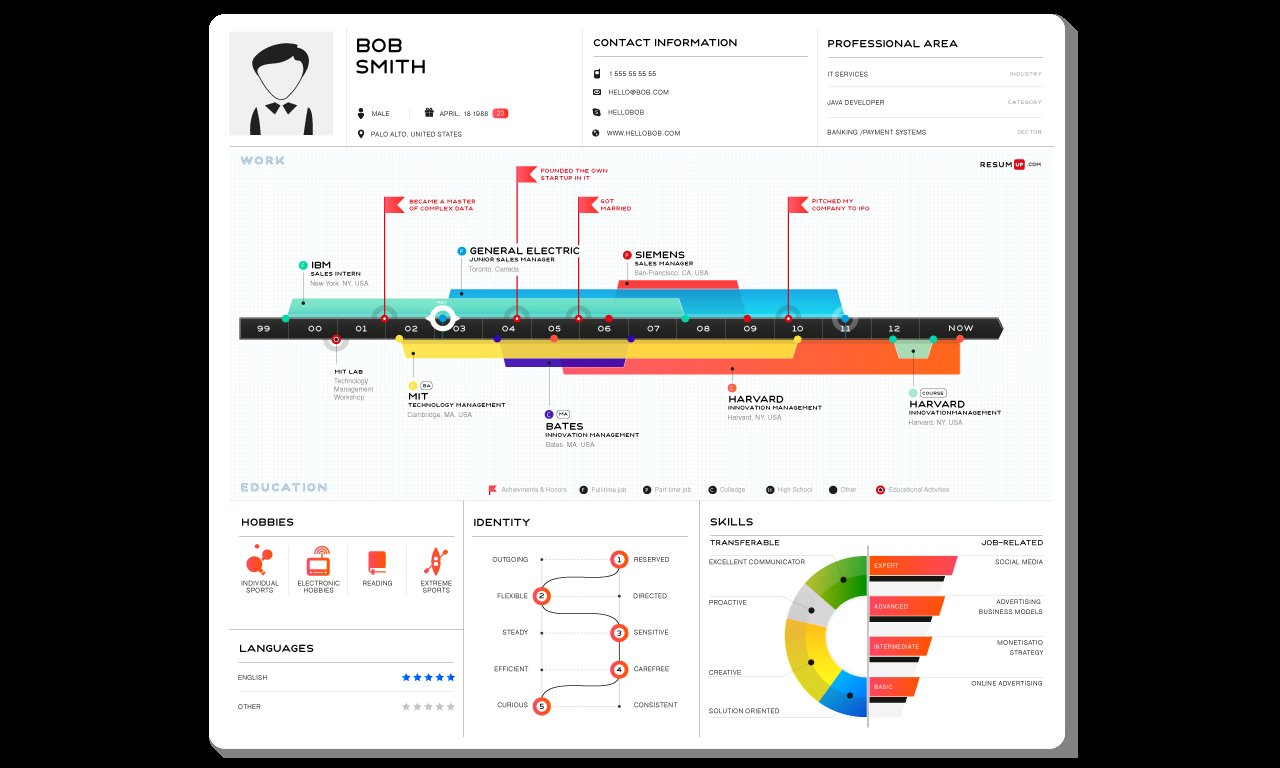 BOB
SMITH
MALE
APRIL, 18 1988 23
PALO ALTO, UNITED STATES
CONTACT INFORMATION
1 555 55 55 55
HELLO@BOB.COM
HELLOBOB
WWW.HELLOBOB.COM
PROFESSIONAL AREA
IT SERVICES INDUSTRY
JAVA DEVELOPER CATEGORY
BANKING /PAYMENT SYSTEMS SECTOR
WORK
RESUMUP.COM
FOUNDED THE OWN
STARTUP IN IT
BECAME A MASTER
OF COMPLEX DATA
GOT
MARRIED
PITCHED MY
COMPANY TO IPO
F IBM
SALES INTERN
New York, NY, USA
P GENERAL ELECTRIC
JUNIOR SALES MANAGER
Toronto, Canada
P SIEMENS
SALES MANAGER
San-Francisco, CA, USA
MAY
99 00 01 02 03 04 05 06 07 08 09 10 11 12 NOW
MIT LAB
Technology
Management
Workshop
BA
MIT
TECHNOLOGY MANAGEMENT
Cambridge, MA, USA
C MA
BATES
INNOVATION MANAGEMENT
Bates, MA, USA
C
HARVARD
INNOVATION MANAGEMENT
Harvard, NY, USA
COURSE
HARVARD
INNOVATIONMANAGEMENT
Harvard, NY, USA
EDUCATION
Achievments & Honors
F Full-time job
P Part-time job
C Colledge
H High School
Other
Educational Activities
HOBBIES
INDIVIDUAL
SPORTS
ELECTRONIC
HOBBIES
READING
EXTREME
SPORTS
LANGUAGES
ENGLISH
OTHER
IDENTITY
OUTGOING 1 RESERVED
FLEXIBLE 2 DIRECTED
STEADY 3 SENSITIVE
EFFICIENT 4 CAREFREE
CURIOUS 5 CONSISTENT
SKILLS
TRANSFERABLE
EXCELLENT COMMUNICATOR
PROACTIVE
CREATIVE
SOLUTION ORIENTED
JOB-RELATED
EXPERT SOCIAL MEDIA
ADVANCED ADVERTISING
BUSINESS MODELS
INTERMEDIATE MONETISATIO
STRATEGY
BASIC ONLINE ADVERTISING